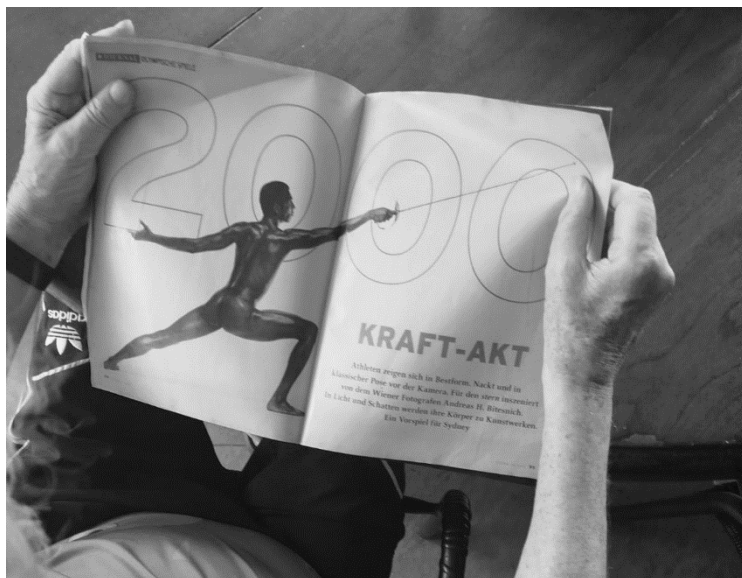 OLYMPISCHE SPIELE
2000
KRAFT-AKT
Athleten zeigen sich in Bestform. Nackt und in
klassischer Pose vor der Kamera. Für den stern inszeniert
von dem Wiener Fotografen Andreas H. Bitesnich.
In Licht und Schatten werden ihre Körper zu Kunstwerken.
Ein Vorspiel für Sydney
adidas